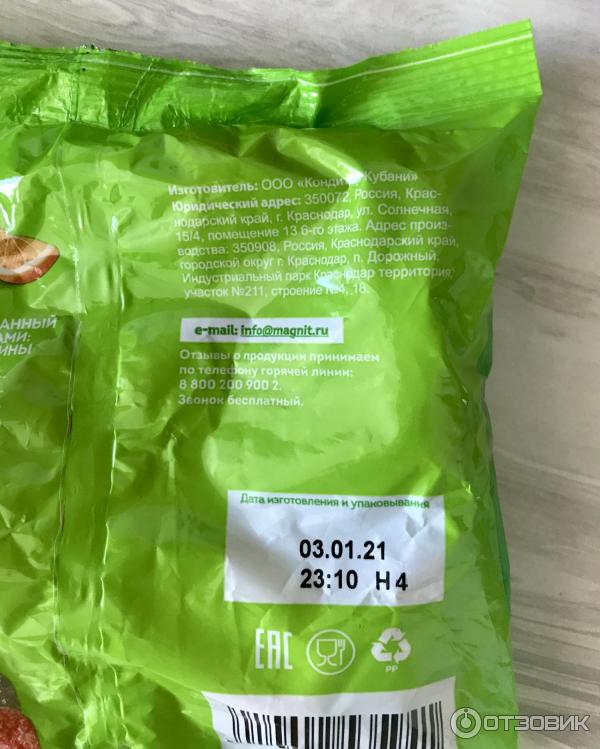 Изготовитель: ООО «Кондитер Кубани»
Юридический адрес: 350072, Россия, Крас-
нодарский край, г. Краснодар, ул. Солнечная,
15/4, помещение 13 6-го этажа. Адрес произ-
водства: 350908, Россия, Краснодарский край,
городской округ г. Краснодар, п. Дорожный,
Индустриальный парк Краснодар территория,
участок №211, строение №4, 18.
АННЫЙ
АМИ:
ИНЫ
e-mail: info@magnit.ru
Отзывы о продукции принимаем
по телефону горячей линии:
8 800 200 900 2.
Звонок бесплатный.
Дата изготовления и упаковывания
03.01.21
23:10 Н4
EAC
PP
ОТЗОВИК